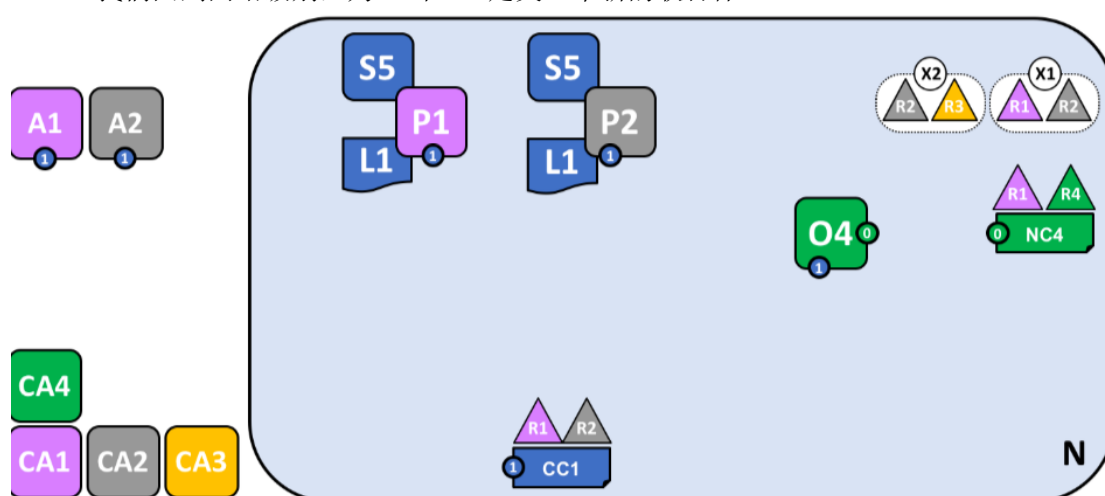 S5 S5 X2 X1
R2 R3 R1 R2
A1 A2 P1 P2
1 1 L1 1 L1 1
R1 R4
O4 0 0 NC4
1
CA4
R1 R2
CA1 CA2 CA3 1 CC1 N